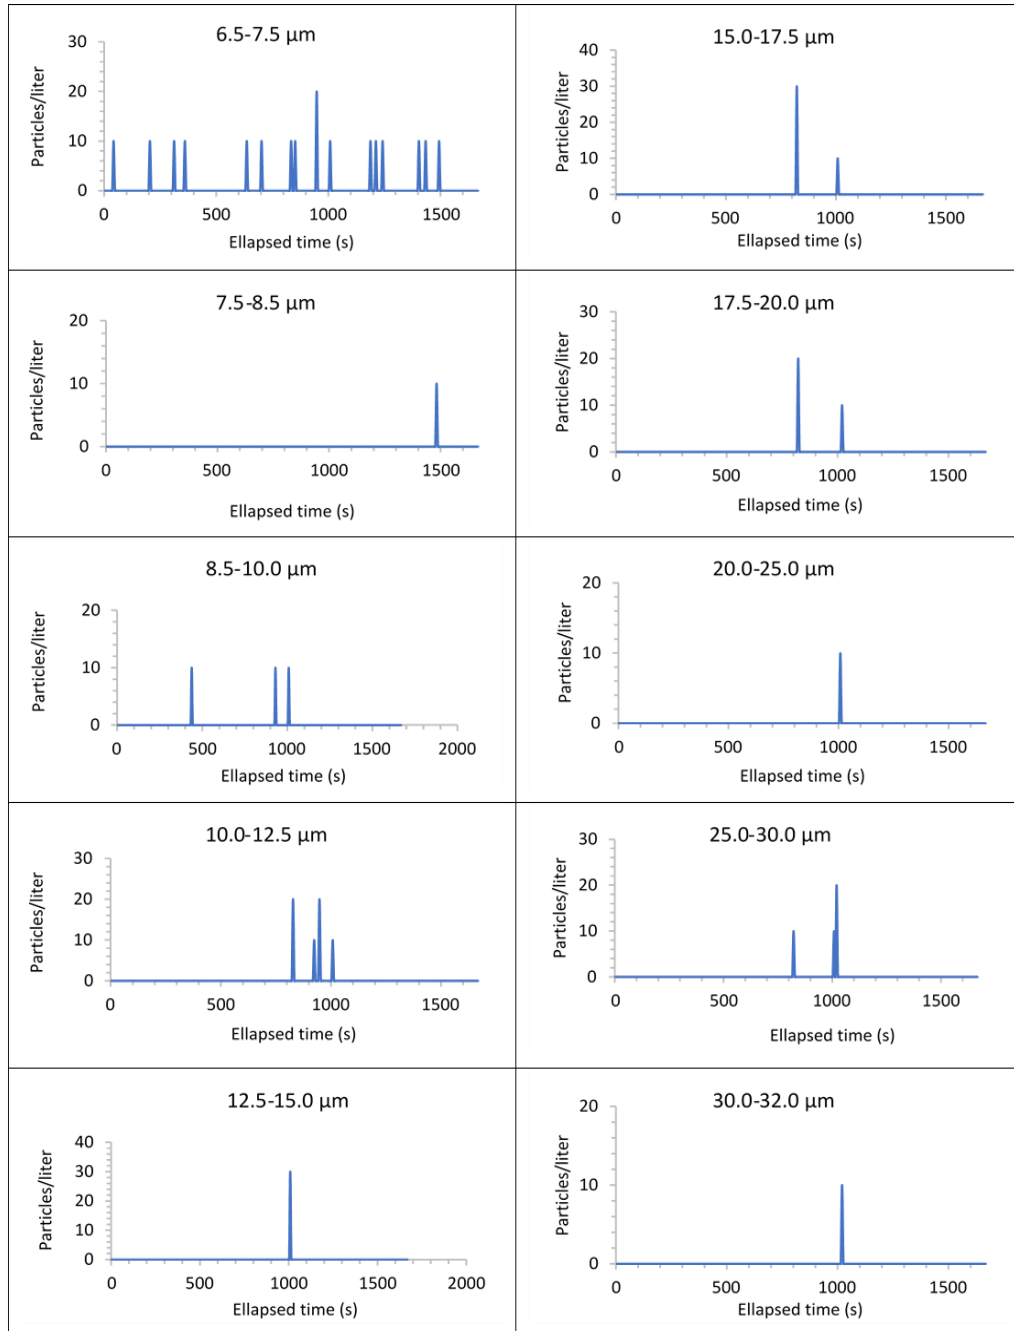 6.5-7.5 µm
Particles/liter
30
20
10
0
0 500 1000 1500
Ellapsed time (s)
15.0-17.5 µm
Particles/liter
40
30
20
10
0
0 500 1000 1500
Ellapsed time (s)
7.5-8.5 µm
Particles/liter
20
10
0
0 500 1000 1500
Ellapsed time (s)
17.5-20.0 µm
Particles/liter
30
20
10
0
0 500 1000 1500
Ellapsed time (s)
8.5-10.0 µm
Particles/liter
20
10
0
0 500 1000 1500 2000
Ellapsed time (s)
20.0-25.0 µm
Particles/liter
20
10
0
0 500 1000 1500
Ellapsed time (s)
10.0-12.5 µm
Particles/liter
30
20
10
0
0 500 1000 1500
Ellapsed time (s)
25.0-30.0 µm
Particles/liter
30
20
10
0
0 500 1000 1500
Ellapsed time (s)
12.5-15.0 µm
Particles/liter
40
30
20
10
0
0 500 1000 1500 2000
Ellapsed time (s)
30.0-32.0 µm
Particles/liter
20
10
0
0 500 1000 1500
Ellapsed time (s)